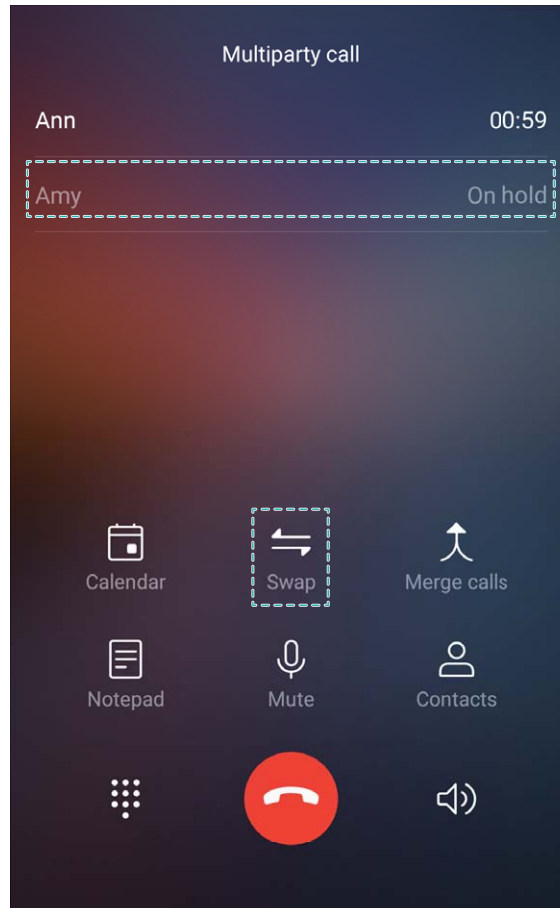 Multiparty call
Ann 00:59
Amy On hold
Calendar Swap Merge calls
Notepad Mute Contacts